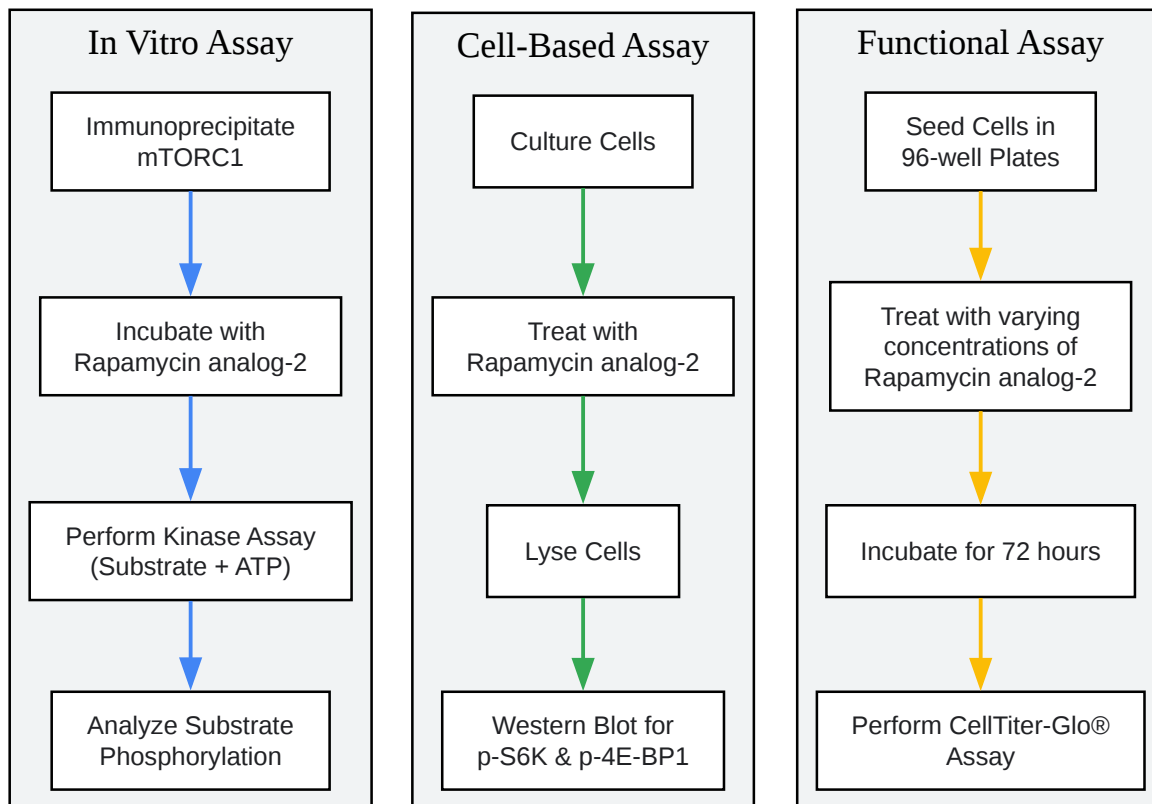 In Vitro Assay
Immunoprecipitate
mTORC1
Incubate with
Rapamycin analog-2
Perform Kinase Assay
(Substrate + ATP)
Analyze Substrate
Phosphorylation
Cell-Based Assay
Culture Cells
Treat with
Rapamycin analog-2
Lyse Cells
Western Blot for
p-S6K & p-4E-BP1
Functional Assay
Seed Cells in
96-well Plates
Treat with varying
concentrations of
Rapamycin analog-2
Incubate for 72 hours
Perform CellTiter-Glo®
Assay